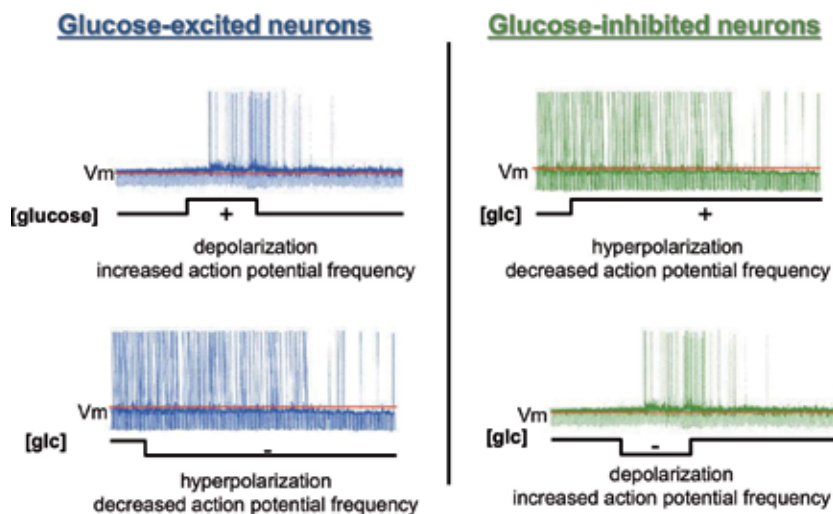 Glucose-excited neurons
Vm
[glucose]
+
depolarization
increased action potential frequency
Vm
[glc]
-
hyperpolarization
decreased action potential frequency
Glucose-inhibited neurons
Vm
[glc]
+
hyperpolarization
decreased action potential frequency
Vm
[glc]
-
depolarization
increased action potential frequency